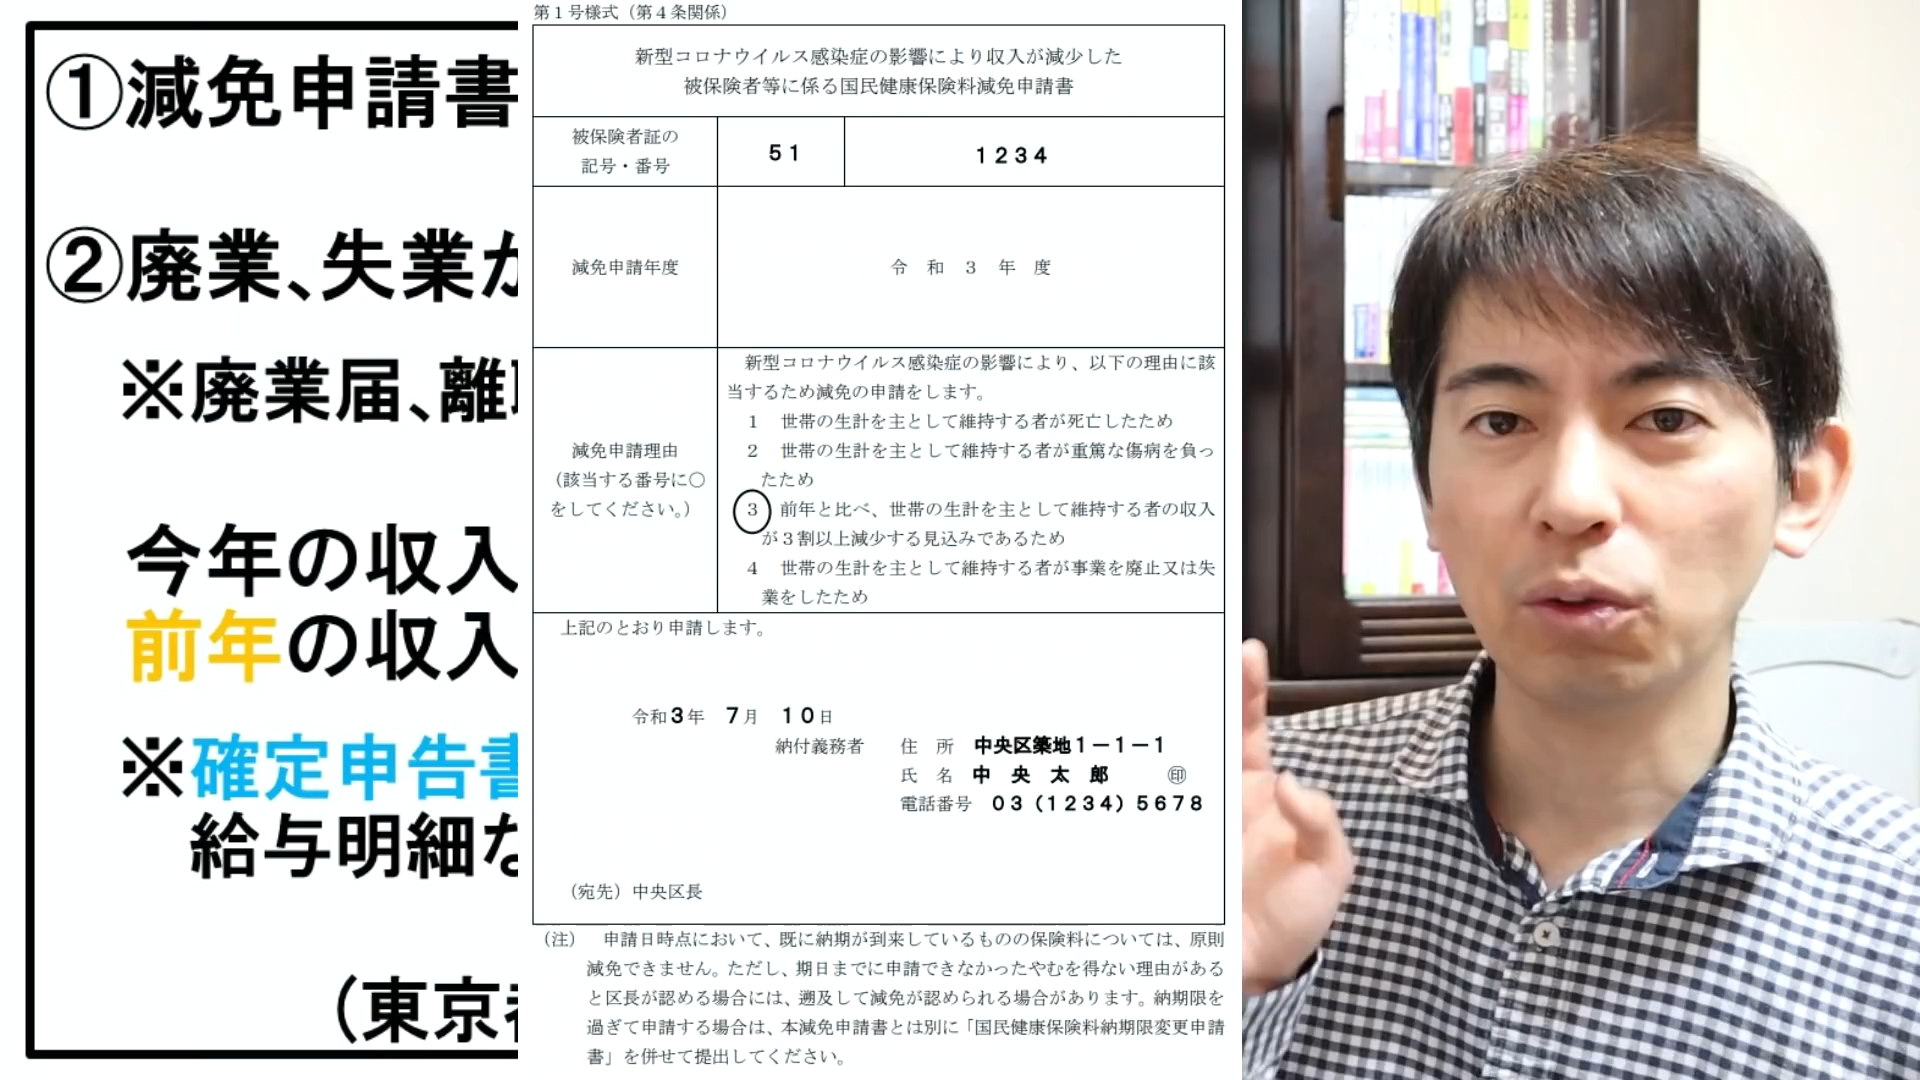 ①減免申請書
②廃業、失業か
※廃業届、離職
今年の収入
前年の収入
※確定申告書
給与明細な
(東京都
第1号様式(第4条関係)
新型コロナウイルス感染症の影響により収入が減少した
被保険者等に係る国民健康保険料減免申請書
被保険者証の
記号・番号
51
1234
減免申請年度
令和3年度
減免申請理由
(該当する番号に○
をしてください。)
新型コロナウイルス感染症の影響により、以下の理由に該
当するため減免の申請をします。
1 世帯の生計を主として維持する者が死亡したため
2 世帯の生計を主として維持する者が重篤な傷病を負っ
たため
3 前年と比べ、世帯の生計を主として維持する者の収入
が3割以上減少する見込みであるため
4 世帯の生計を主として維持する者が事業を廃止又は失
業をしたため
上記のとおり申請します。
令和3年 7月 10日
納付義務者 住所 中央区築地1-1-1
氏名 中央太郎 ㊞
電話番号 03(1234)5678
(宛先)中央区長
(注) 申請日時点において、既に納期が到来しているものの保険料については、原則
減免できません。ただし、期日までに申請できなかったやむを得ない理由がある
と区長が認める場合には、遡及して減免が認められる場合があります。納期限を
過ぎて申請する場合は、本減免申請書とは別に「国民健康保険料納期限変更申請
書」を併せて提出してください。